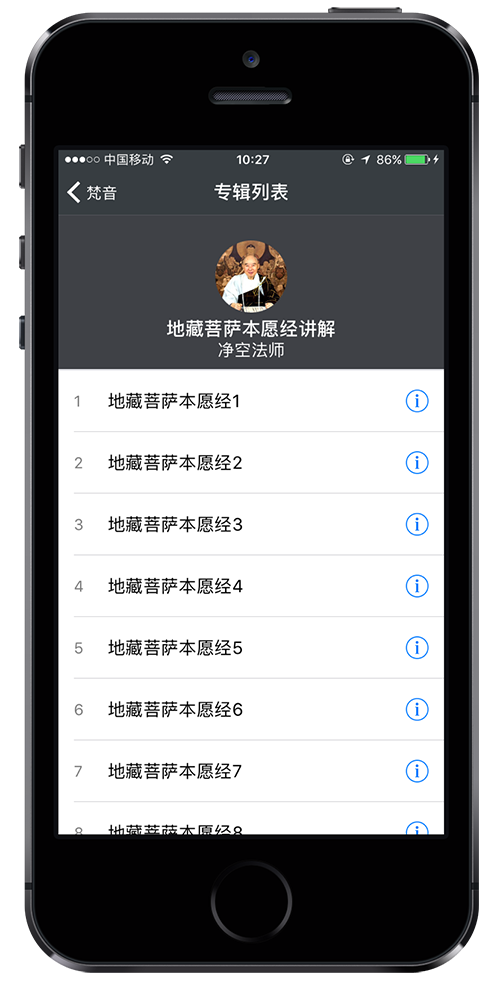 中国移动 10:27 86%
梵音 专辑列表
地藏菩萨本愿经讲解
净空法师
1 地藏菩萨本愿经1
2 地藏菩萨本愿经2
3 地藏菩萨本愿经3
4 地藏菩萨本愿经4
5 地藏菩萨本愿经5
6 地藏菩萨本愿经6
7 地藏菩萨本愿经7
8 地藏菩萨本愿经8